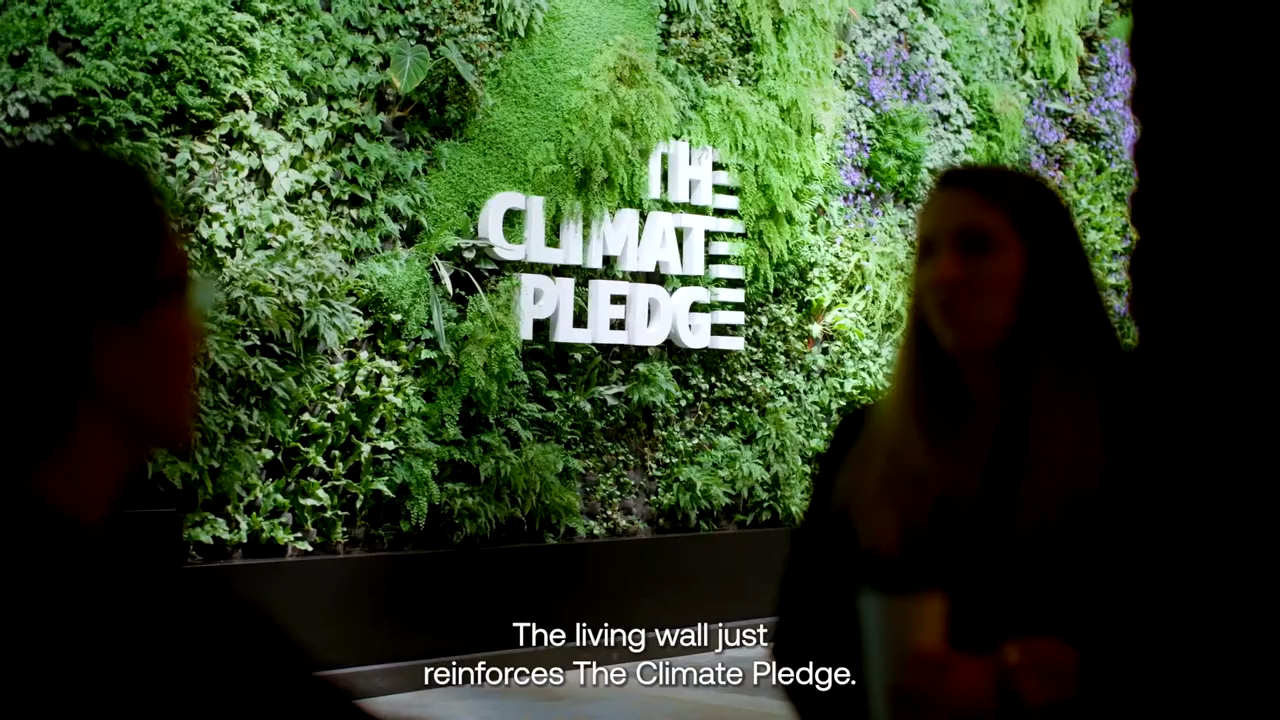 THE
CLIMATE
PLEDGE
The living wall just
reinforces The Climate Pledge.